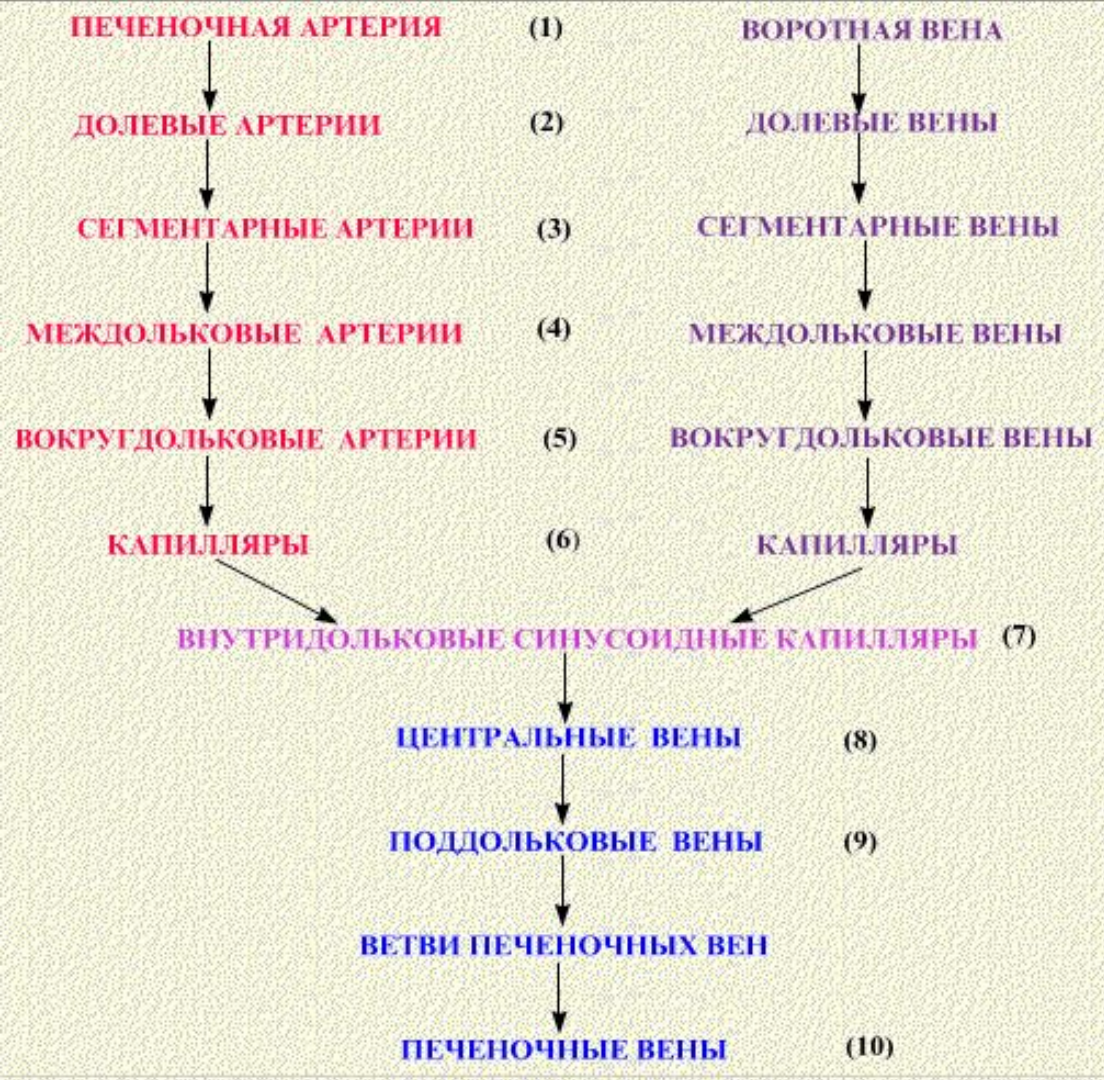 ПЕЧЕНОЧНАЯ АРТЕРИЯ (1) ВОРОТНАЯ ВЕНА
ДОЛЕВЫЕ АРТЕРИИ (2) ДОЛЕВЫЕ ВЕНЫ
СЕГМЕНТАРНЫЕ АРТЕРИИ (3) СЕГМЕНТАРНЫЕ ВЕНЫ
МЕЖДОЛЬКОВЫЕ АРТЕРИИ (4) МЕЖДОЛЬКОВЫЕ ВЕНЫ
ВОКРУГДОЛЬКОВЫЕ АРТЕРИИ (5) ВОКРУГДОЛЬКОВЫЕ ВЕНЫ
КАПИЛЛЯРЫ (6) КАПИЛЛЯРЫ
ВНУТРИДОЛЬКОВЫЕ СИНУСОИДНЫЕ КАПИЛЛЯРЫ (7)
ЦЕНТРАЛЬНЫЕ ВЕНЫ (8)
ПОДДОЛЬКОВЫЕ ВЕНЫ (9)
ВЕТВИ ПЕЧЕНОЧНЫХ ВЕН
ПЕЧЕНОЧНЫЕ ВЕНЫ (10)